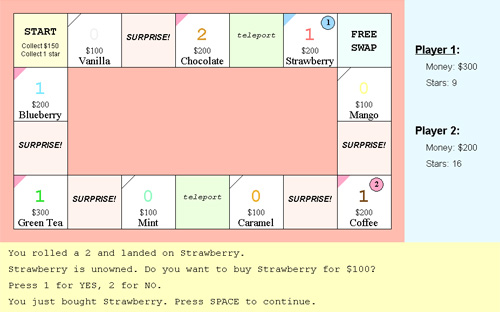 START
Collect $150
Collect 1 star
0
$100
Vanilla
SURPRISE!
2
$200
Chocolate
teleport
1
1
$200
Strawberry
FREE
SWAP
1
$200
Blueberry
0
$100
Mango
SURPRISE!
SURPRISE!
1
$300
Green Tea
SURPRISE!
0
$100
Mint
teleport
0
$100
Caramel
SURPRISE!
2
1
$200
Coffee
Player 1:
Money: $300
Stars: 9
Player 2:
Money: $200
Stars: 16
You rolled a 2 and landed on Strawberry.
Strawberry is unowned. Do you want to buy Strawberry for $100?
Press 1 for YES, 2 for NO.
You just bought Strawberry. Press SPACE to continue.